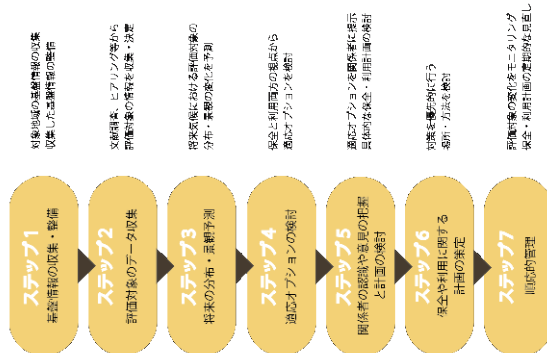 ステップ1
基盤情報の収集・整備
対象地域の基盤情報の収集
収集した基盤情報の整備
ステップ2
評価対象のデータ収集
文献調査、ヒアリング等から
評価対象の情報を収集・決定
ステップ3
将来の分布・景観予測
将来気候における評価対象の
分布・景観の変化を予測
ステップ4
適応オプションの検討
保全と利用両方の視点から
適応オプションを検討
ステップ5
関係者の認識や意見の把握
と計画の検討
適応オプションを関係者に提示
具体的な保全・利用計画の検討
ステップ6
保全や利用に関する
計画の策定
対策を優先的に行う
場所・方法を検討
ステップ7
順応的管理
評価対象の変化をモニタリング
保全・利用計画の定期的な見直し